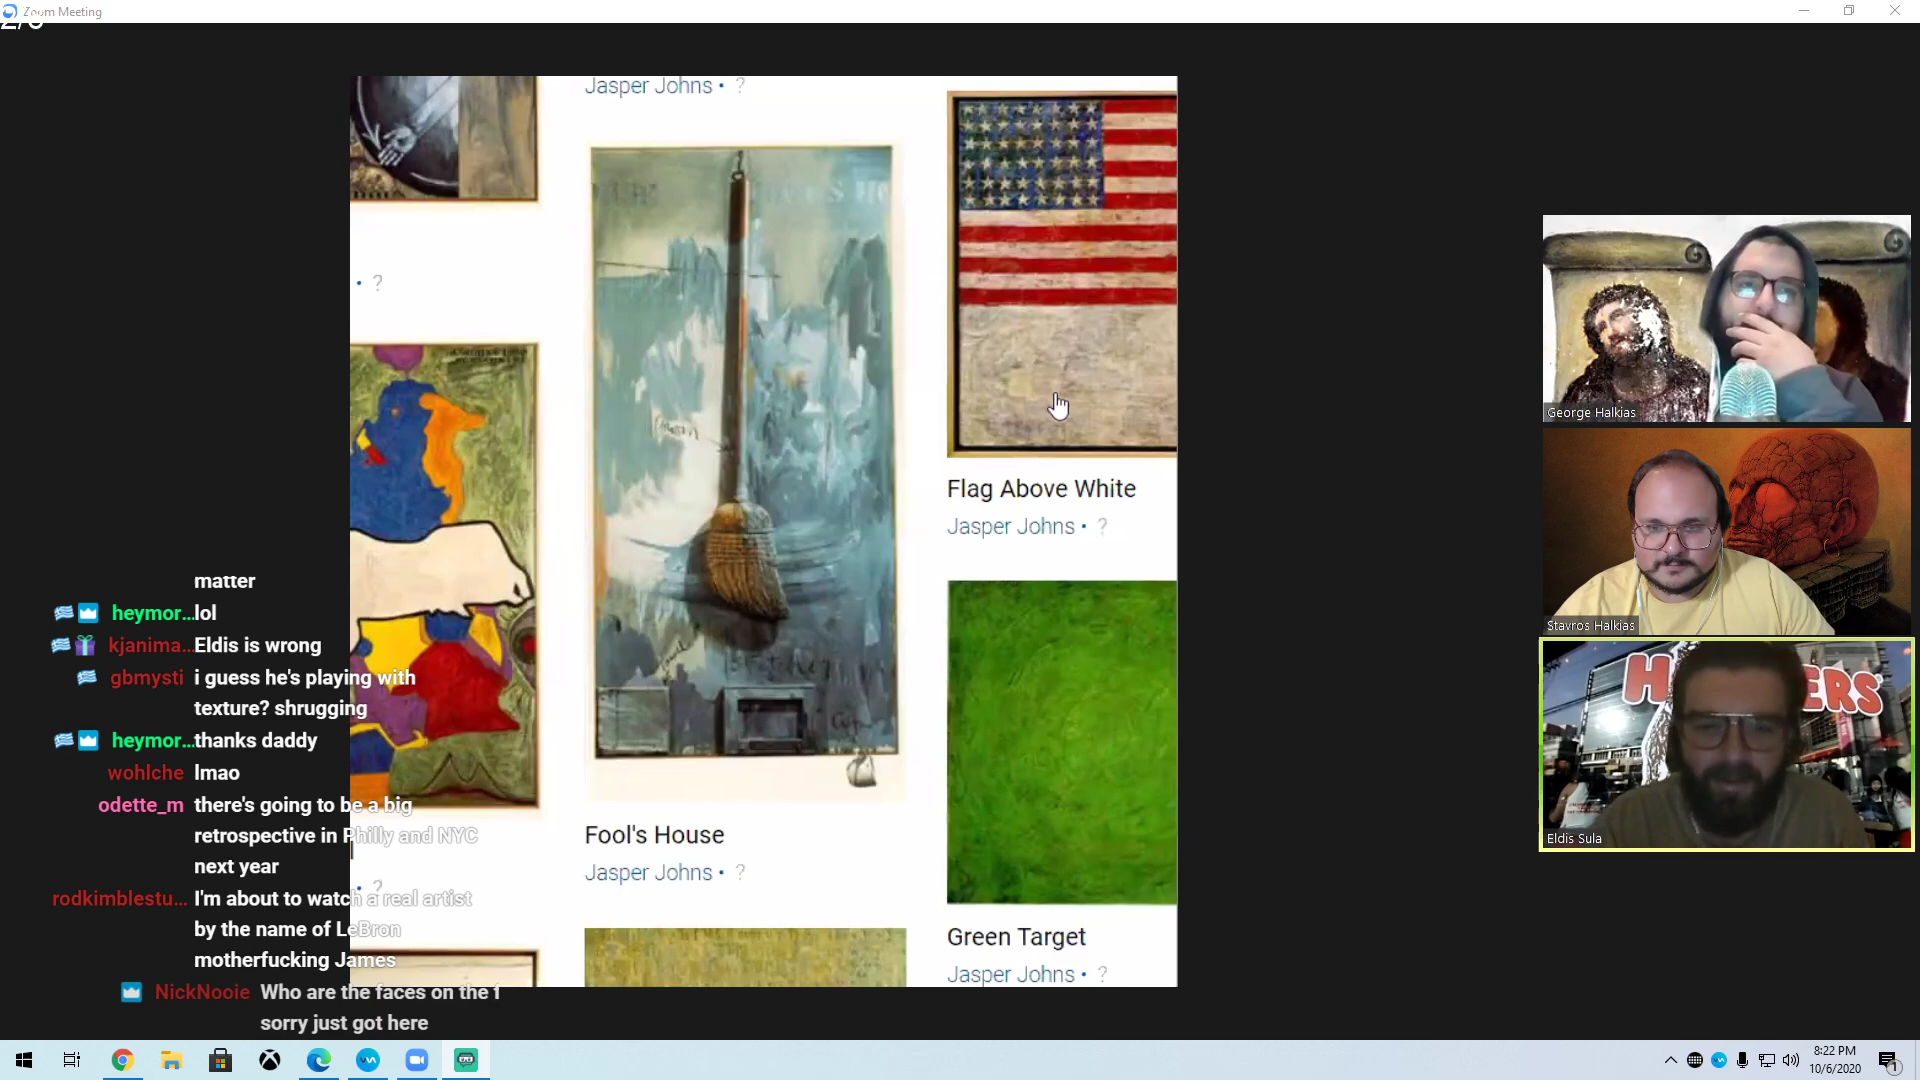 Zoom Meeting
Jasper Johns • ?
• ?
Flag Above White
Jasper Johns • ?
Fool's House
Jasper Johns • ?
• ?
Green Target
Jasper Johns • ?
matter
heymor... lol
kjanima... Eldis is wrong
gbmysti i guess he's playing with
texture? shrugging
heymor... thanks daddy
wohlche lmao
odette_m there's going to be a big
retrospective in Philly and NYC
next year
rodkimblestu... I'm about to watch a real artist
by the name of LeBron
motherfucking James
NickNooie Who are the faces on the f
sorry just got here
George Halkias
Stavros Halkias
Eldis Sula
8:22 PM
10/6/2020
1